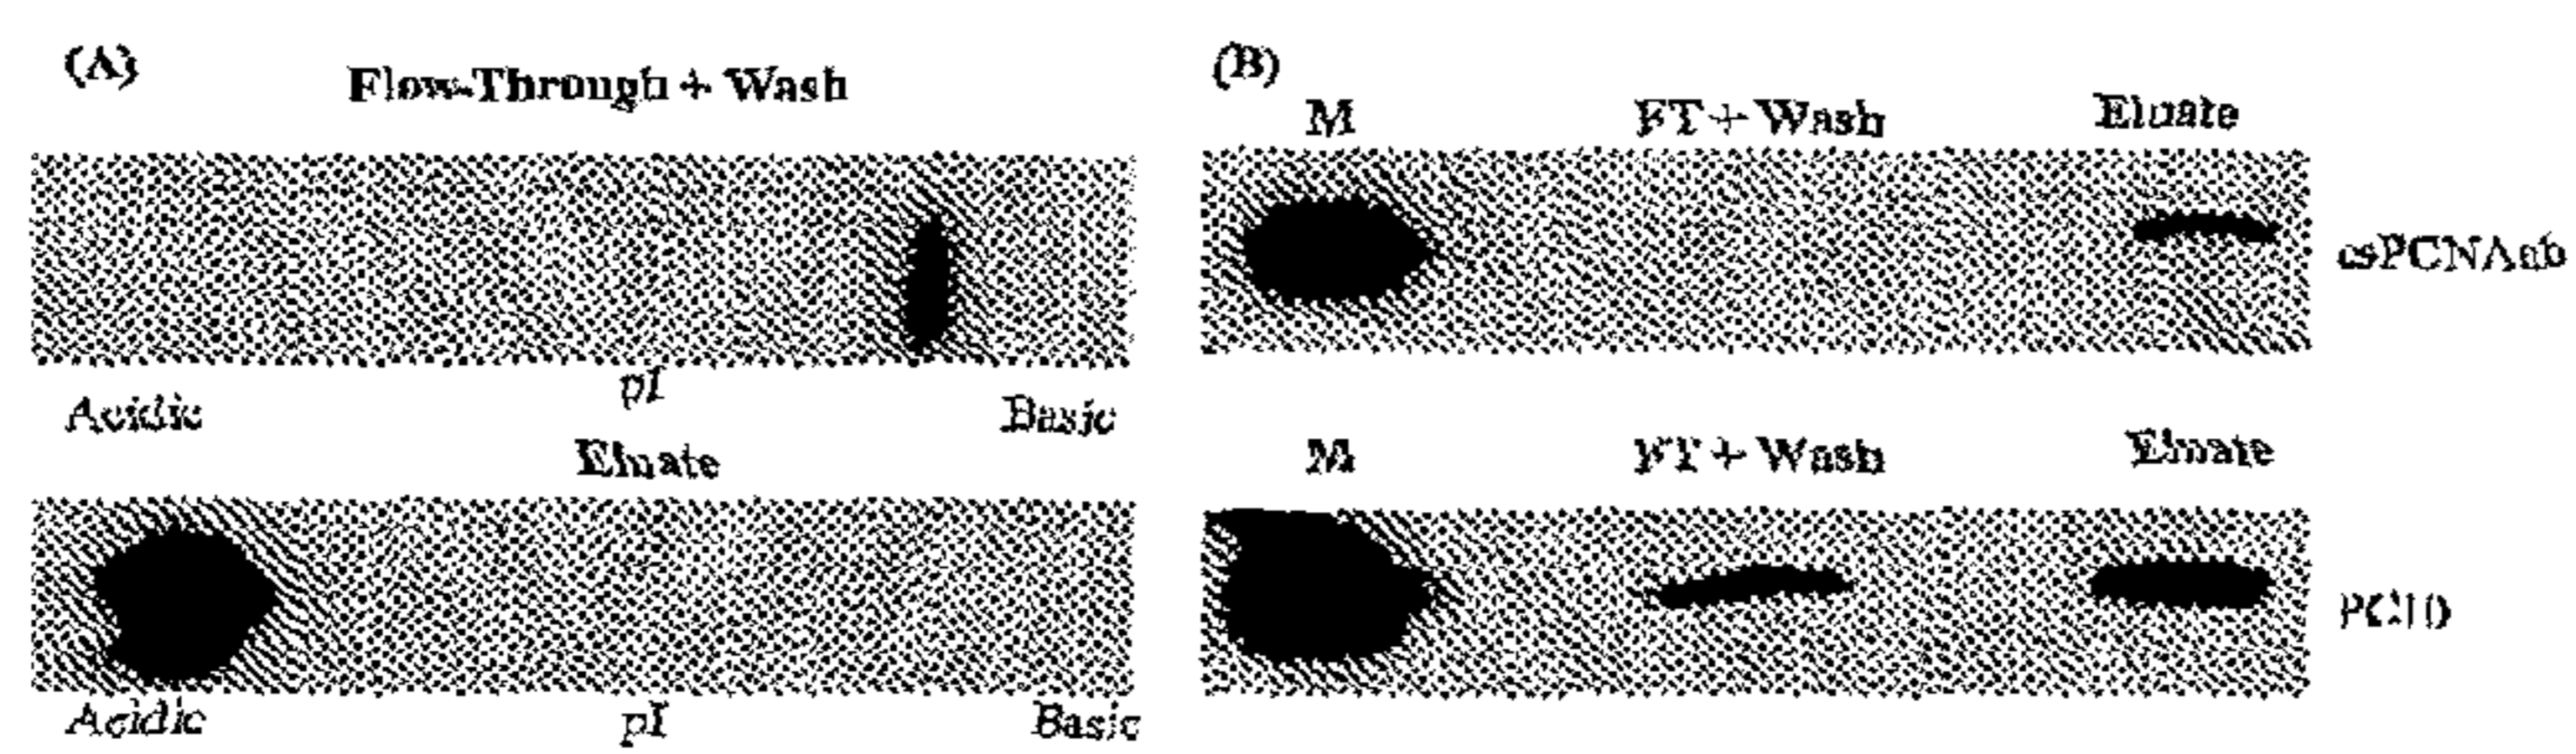 (A)
Flow-Through + Wash
Acidic
pI
Basic
Eluate
Acidic
pI
Basic
(B)
M
FT + Wash
Eluate
csPCNAab
M
FT + Wash
Eluate
PC10